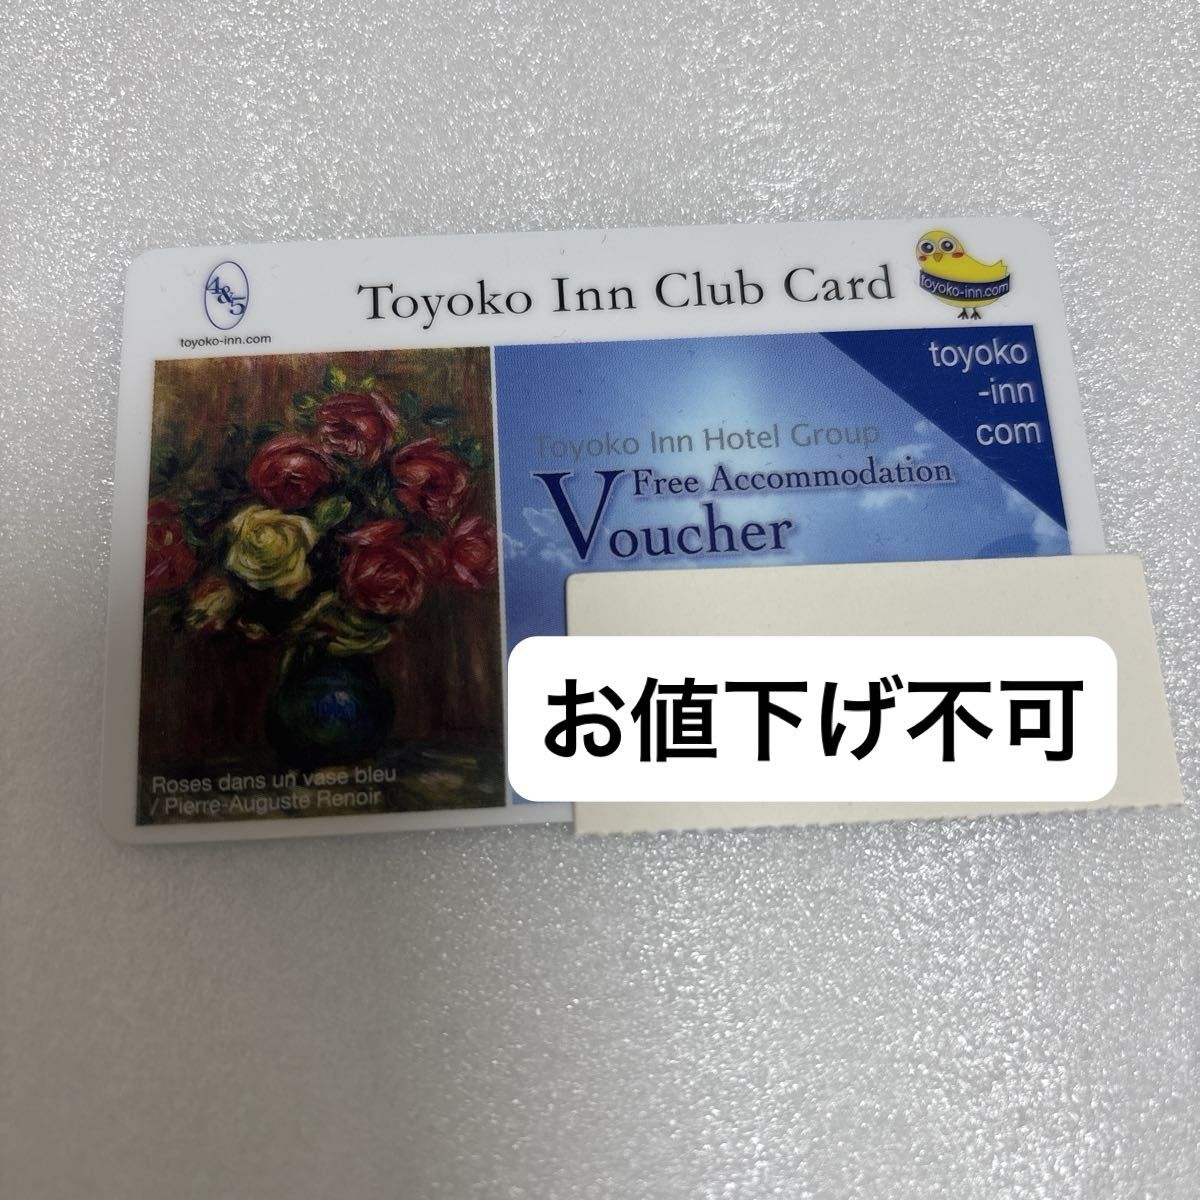 4&5
toyoko-inn.com
Toyoko Inn Club Card
toyoko-inn.com
toyoko
-inn
com
Toyoko Inn Hotel Group
Free Accommodation
Voucher
お値下げ不可
Roses dans un vase bleu
/ Pierre-Auguste Renoir